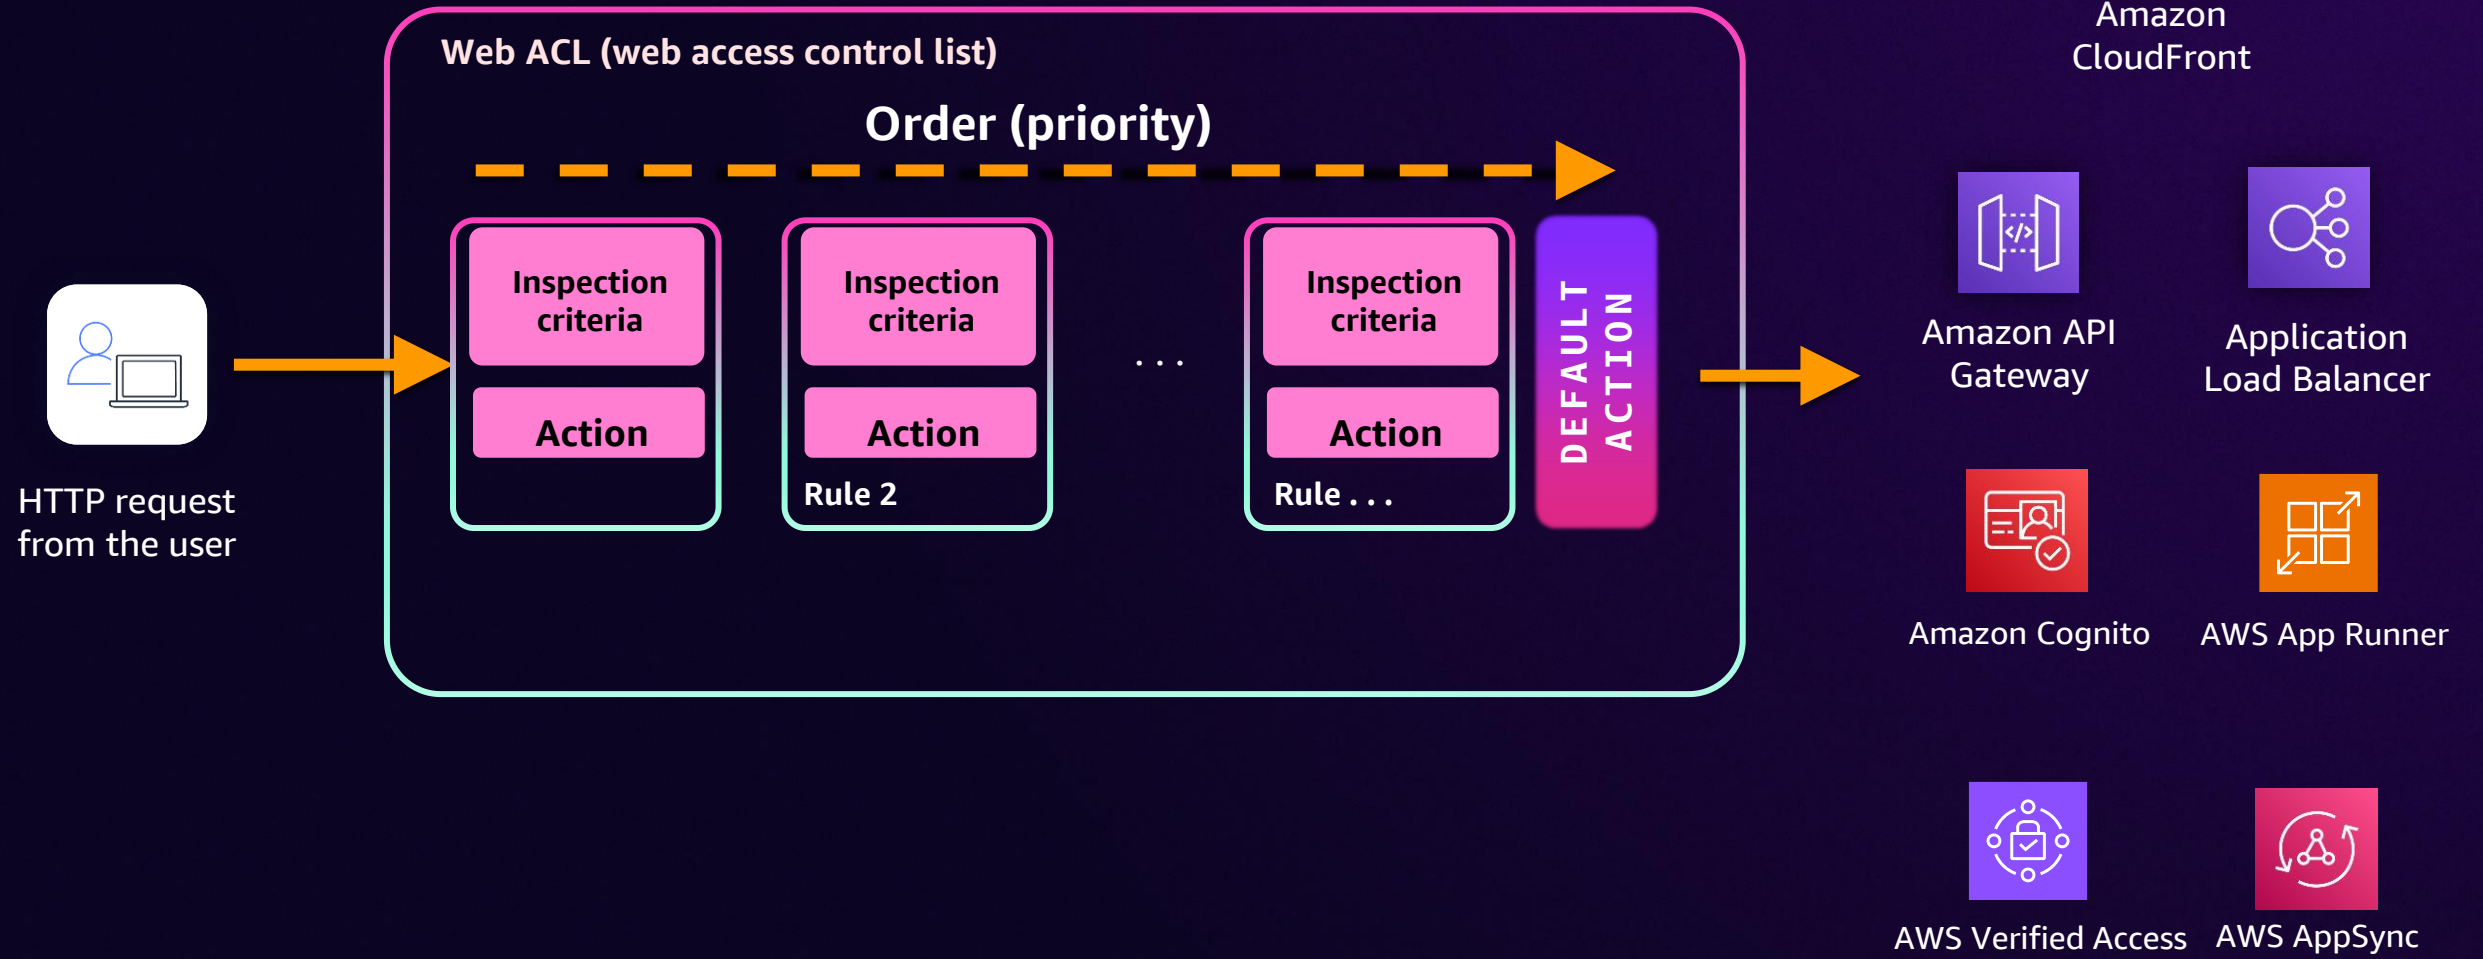 Web ACL (web access control list)
Order (priority)
HTTP request
from the user
Inspection
criteria
Action
Inspection
criteria
Action
Rule 2
. . .
Inspection
criteria
Action
Rule . . .
DEFAULT
ACTION
Amazon
CloudFront
</>
Amazon API
Gateway
Application
Load Balancer
Amazon Cognito
AWS App Runner
AWS Verified Access
AWS AppSync